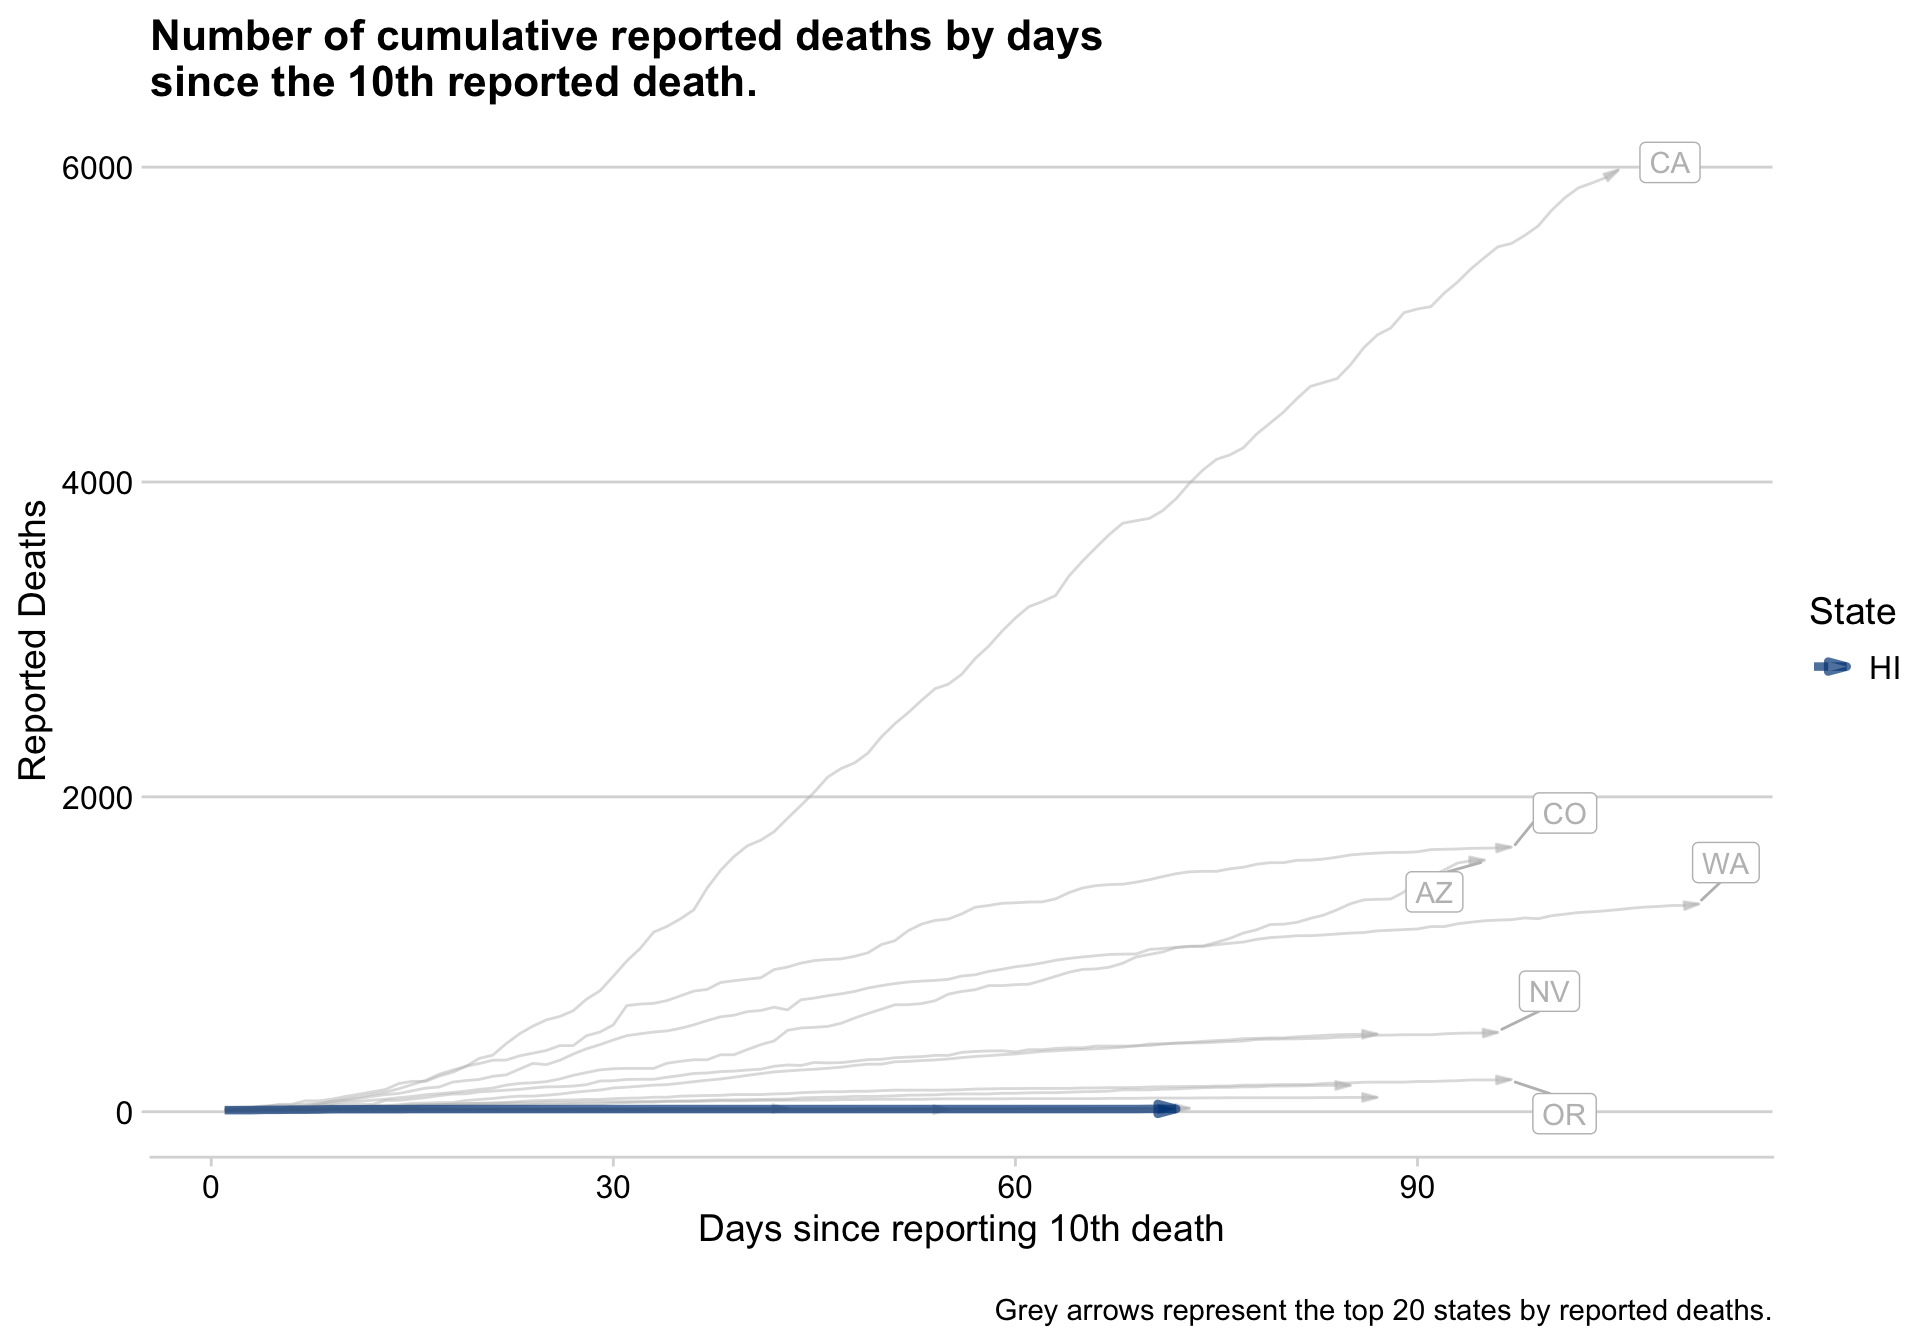 Number of cumulative reported deaths by days
since the 10th reported death.
6000
4000
2000
0
Reported Deaths
CA
CO
WA
AZ
NV
OR
State
HI
0 30 60 90
Days since reporting 10th death
Grey arrows represent the top 20 states by reported deaths.